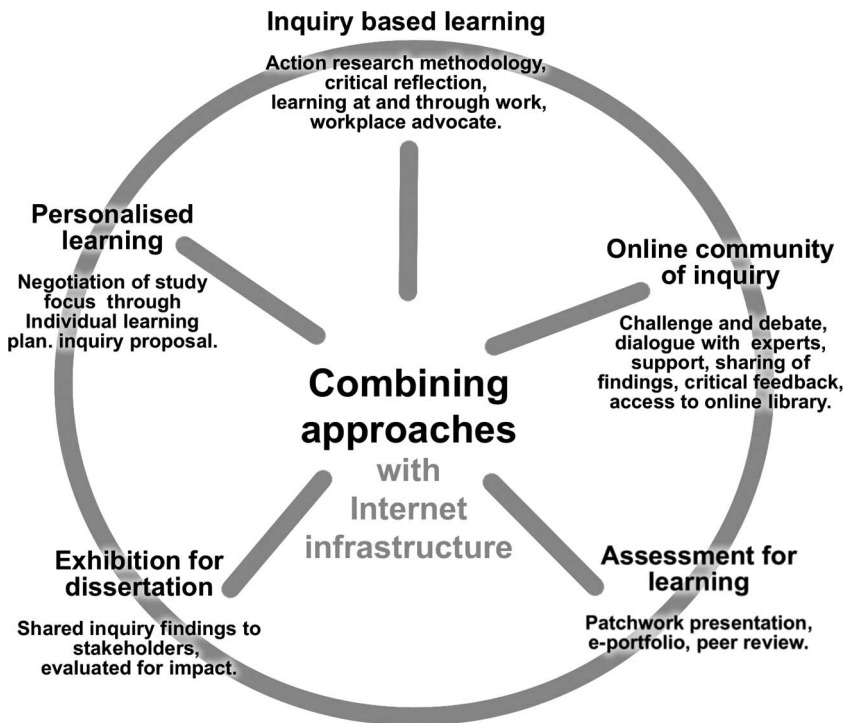 Inquiry based learning
Action research methodology,
critical reflection,
learning at and through work,
workplace advocate.
Personalised
learning
Negotiation of study
focus through
Individual learning
plan. inquiry proposal.
Online community
of inquiry
Challenge and debate,
dialogue with experts,
support, sharing of
findings, critical feedback,
access to online library.
Combining
approaches
with
Internet
infrastructure
Exhibition for
dissertation
Shared inquiry findings to
stakeholders,
evaluated for impact.
Assessment for
learning
Patchwork presentation,
e-portfolio, peer review.